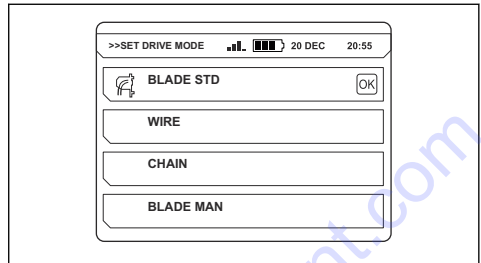 >>SET DRIVE MODE 20 DEC 20:55
BLADE STD OK
WIRE
CHAIN
BLADE MAN